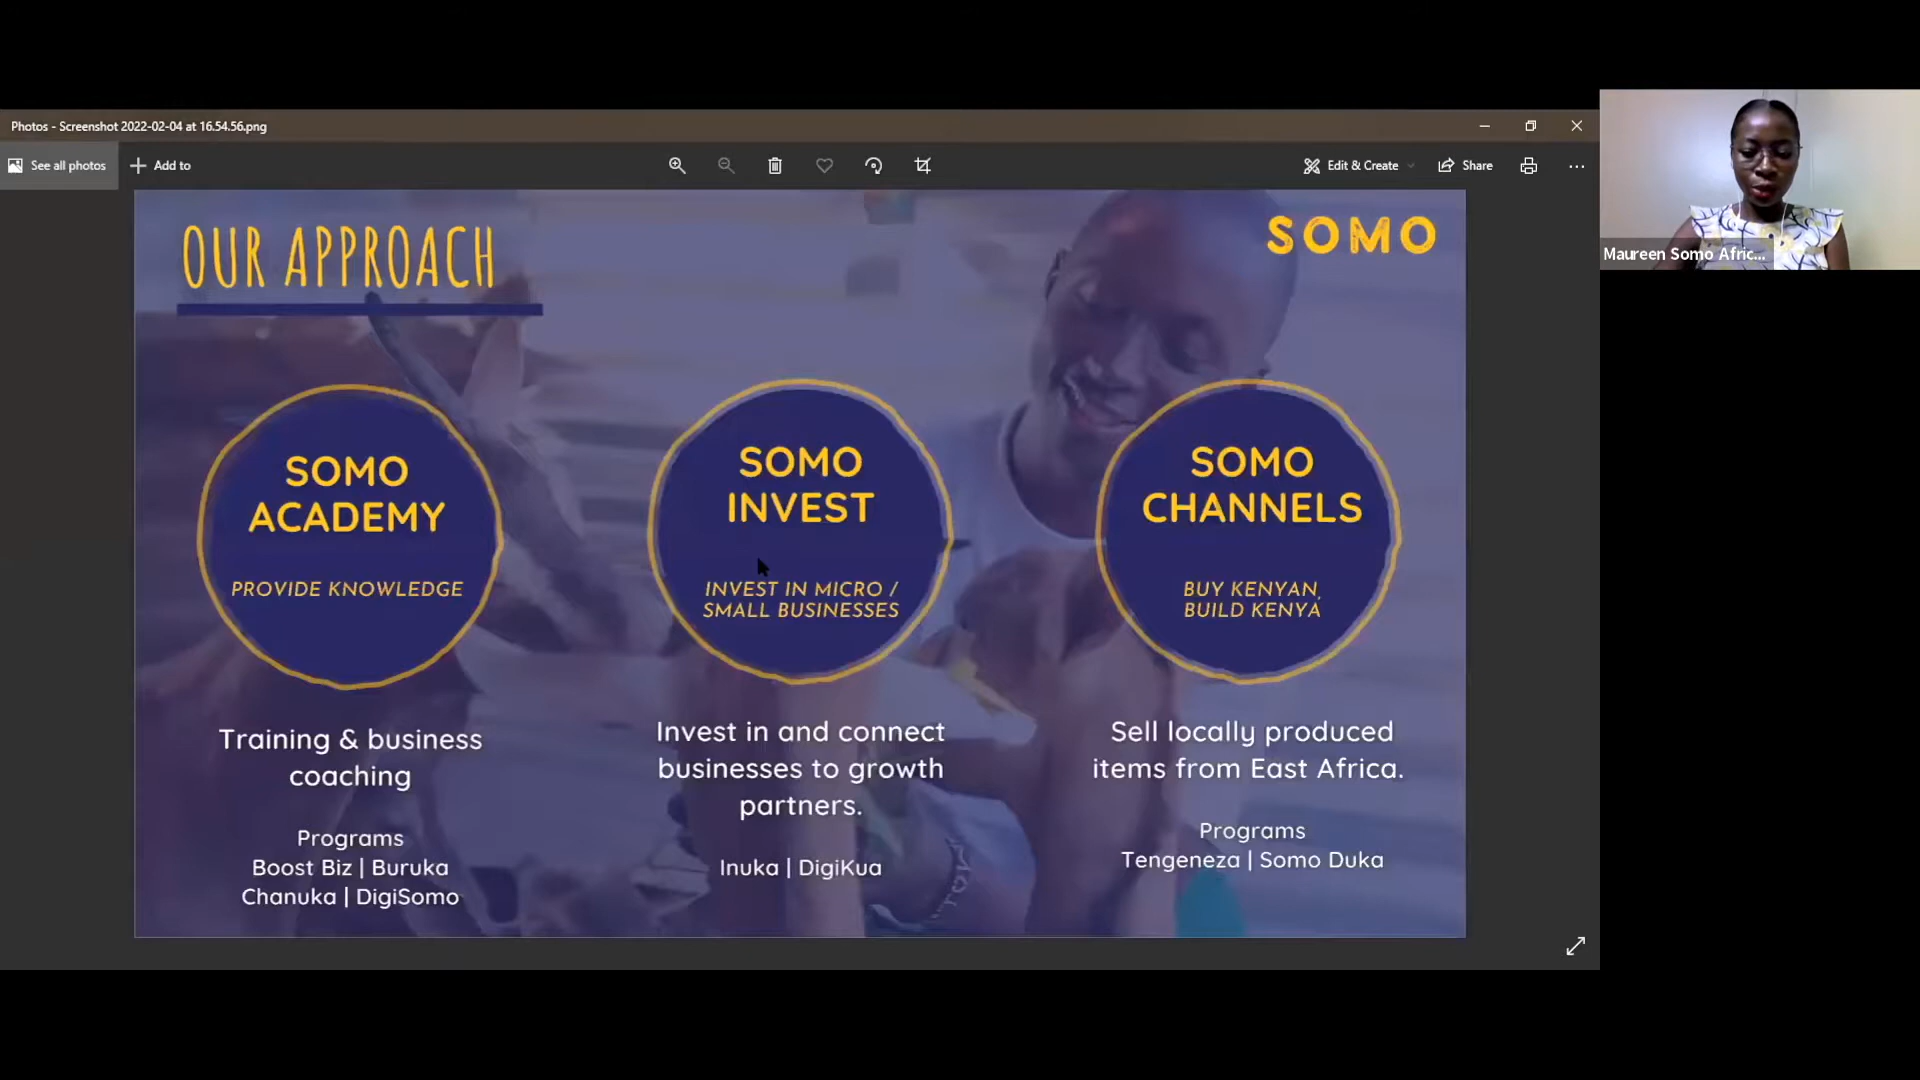 Photos - Screenshot 2022-02-04 at 16.54.56.png
See all photos
Add to
Edit & Create
Share
Maureen Somo Afric...
OUR APPROACH
SOMO
SOMO
ACADEMY
PROVIDE KNOWLEDGE
Training & business
coaching
Programs
Boost Biz | Buruka
Chanuka | DigiSomo
SOMO
INVEST
INVEST IN MICRO /
SMALL BUSINESSES
Invest in and connect
businesses to growth
partners.
Inuka | DigiKua
SOMO
CHANNELS
BUY KENYAN,
BUILD KENYA
Sell locally produced
items from East Africa.
Programs
Tengeneza | Somo Duka